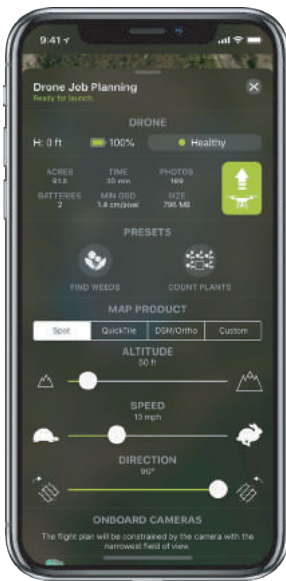 9:41
Drone Job Planning
Ready for launch.
DRONE
H: 0 ft 100% Healthy
ACRES TIME PHOTOS
30 min 169
BATTERIES MIN GSD SIZE
2 1.4 cm/pixel 795 MB
PRESETS
FIND WEEDS COUNT PLANTS
MAP PRODUCT
Spot QuickTile DSM/Ortho Custom
ALTITUDE
50 ft
SPEED
10 mph
DIRECTION
90°
ONBOARD CAMERAS
The flight plan will be constrained by the camera with the
narrowest field of view.